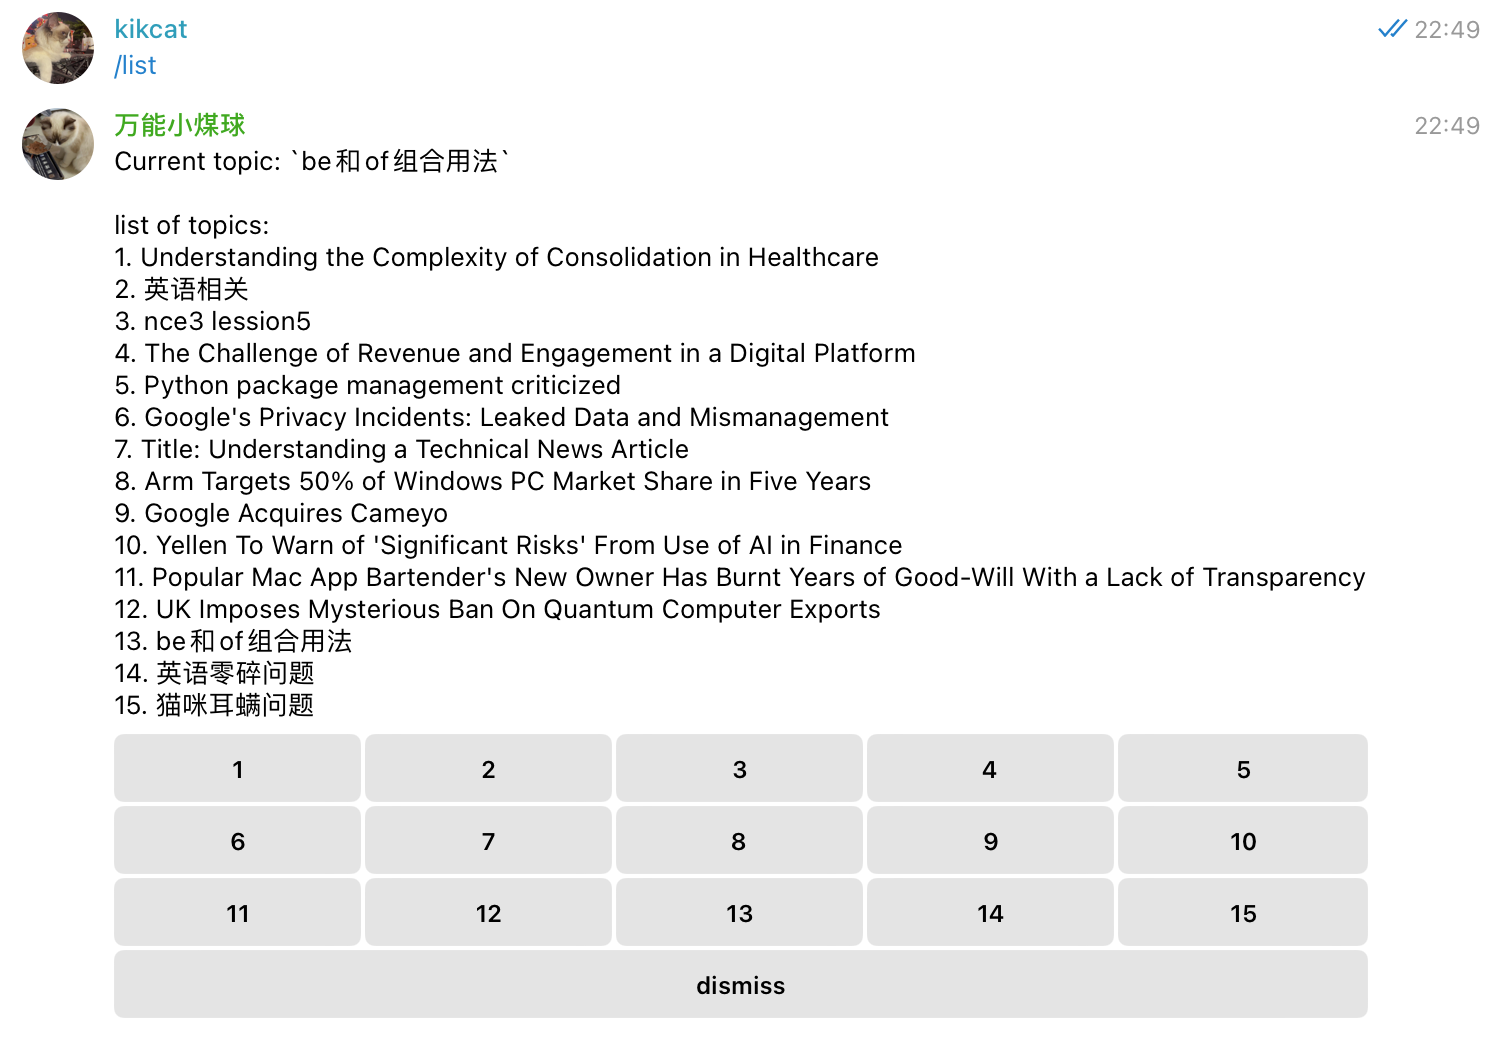 kikcat
22:49
/list
万能小煤球
22:49
Current topic: `be和of组合用法`
list of topics:
1. Understanding the Complexity of Consolidation in Healthcare
2. 英语相关
3. nce3 lession5
4. The Challenge of Revenue and Engagement in a Digital Platform
5. Python package management criticized
6. Google's Privacy Incidents: Leaked Data and Mismanagement
7. Title: Understanding a Technical News Article
8. Arm Targets 50% of Windows PC Market Share in Five Years
9. Google Acquires Cameyo
10. Yellen To Warn of 'Significant Risks' From Use of AI in Finance
11. Popular Mac App Bartender's New Owner Has Burnt Years of Good-Will With a Lack of Transparency
12. UK Imposes Mysterious Ban On Quantum Computer Exports
13. be和of组合用法
14. 英语零碎问题
15. 猫咪耳螨问题
1 2 3 4 5
6 7 8 9 10
11 12 13 14 15
dismiss